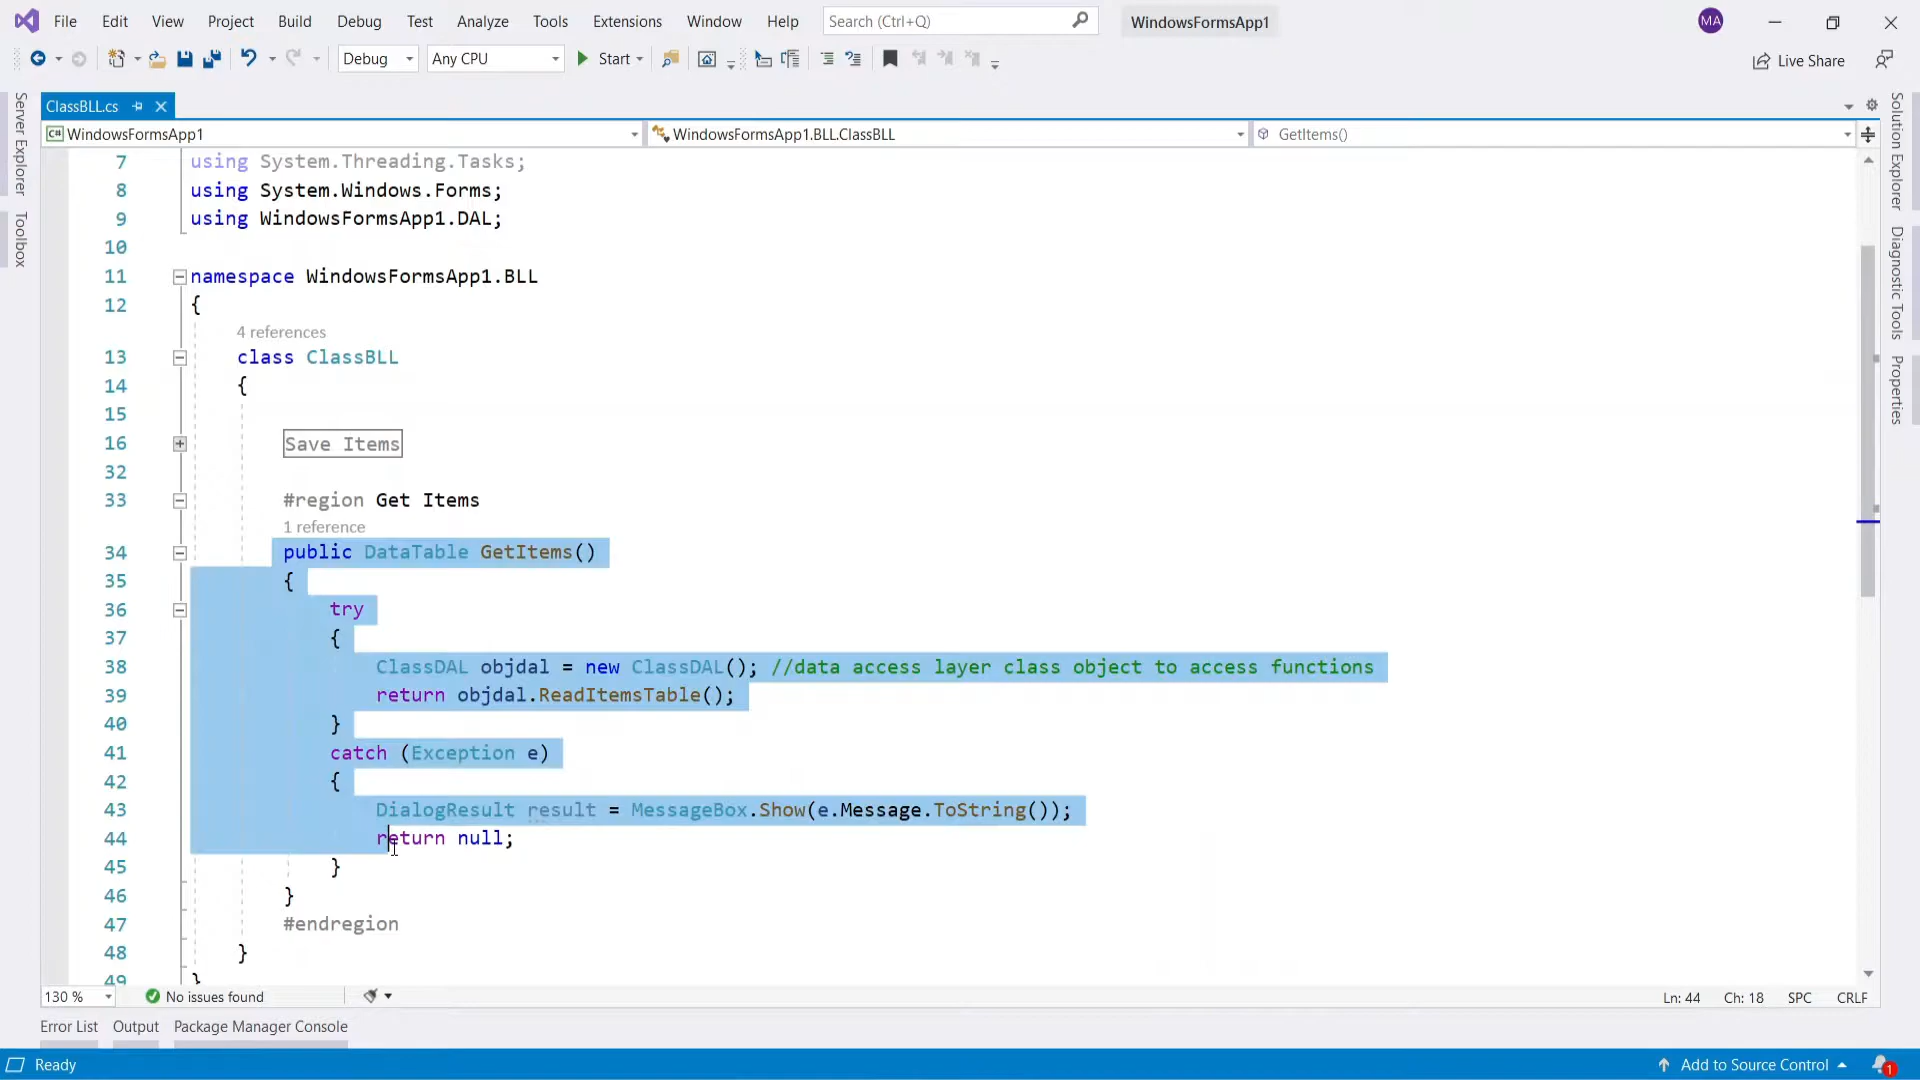 File Edit View Project Build Debug Test Analyze Tools Extensions Window Help Search (Ctrl+Q) WindowsFormsApp1 MA
Debug Any CPU Start Live Share
Server Explorer
Toolbox
ClassBLL.cs
WindowsFormsApp1 WindowsFormsApp1.BLL.ClassBLL GetItems()
7 using System.Threading.Tasks;
8 using System.Windows.Forms;
9 using WindowsFormsApp1.DAL;
10
11 namespace WindowsFormsApp1.BLL
12 {
4 references
13 class ClassBLL
14 {
15
16 Save Items
32
33 #region Get Items
1 reference
34 public DataTable GetItems()
35 {
36 try
37 {
38 ClassDAL objdal = new ClassDAL(); //data access layer class object to access functions
39 return objdal.ReadItemsTable();
40 }
41 catch (Exception e)
42 {
43 DialogResult result = MessageBox.Show(e.Message.ToString());
44 return null;
45 }
46 }
47 #endregion
48 }
49 }
Solution Explorer
Diagnostic Tools
Properties
130 % No issues found Ln: 44 Ch: 18 SPC CRLF
Error List Output Package Manager Console
Ready Add to Source Control 1